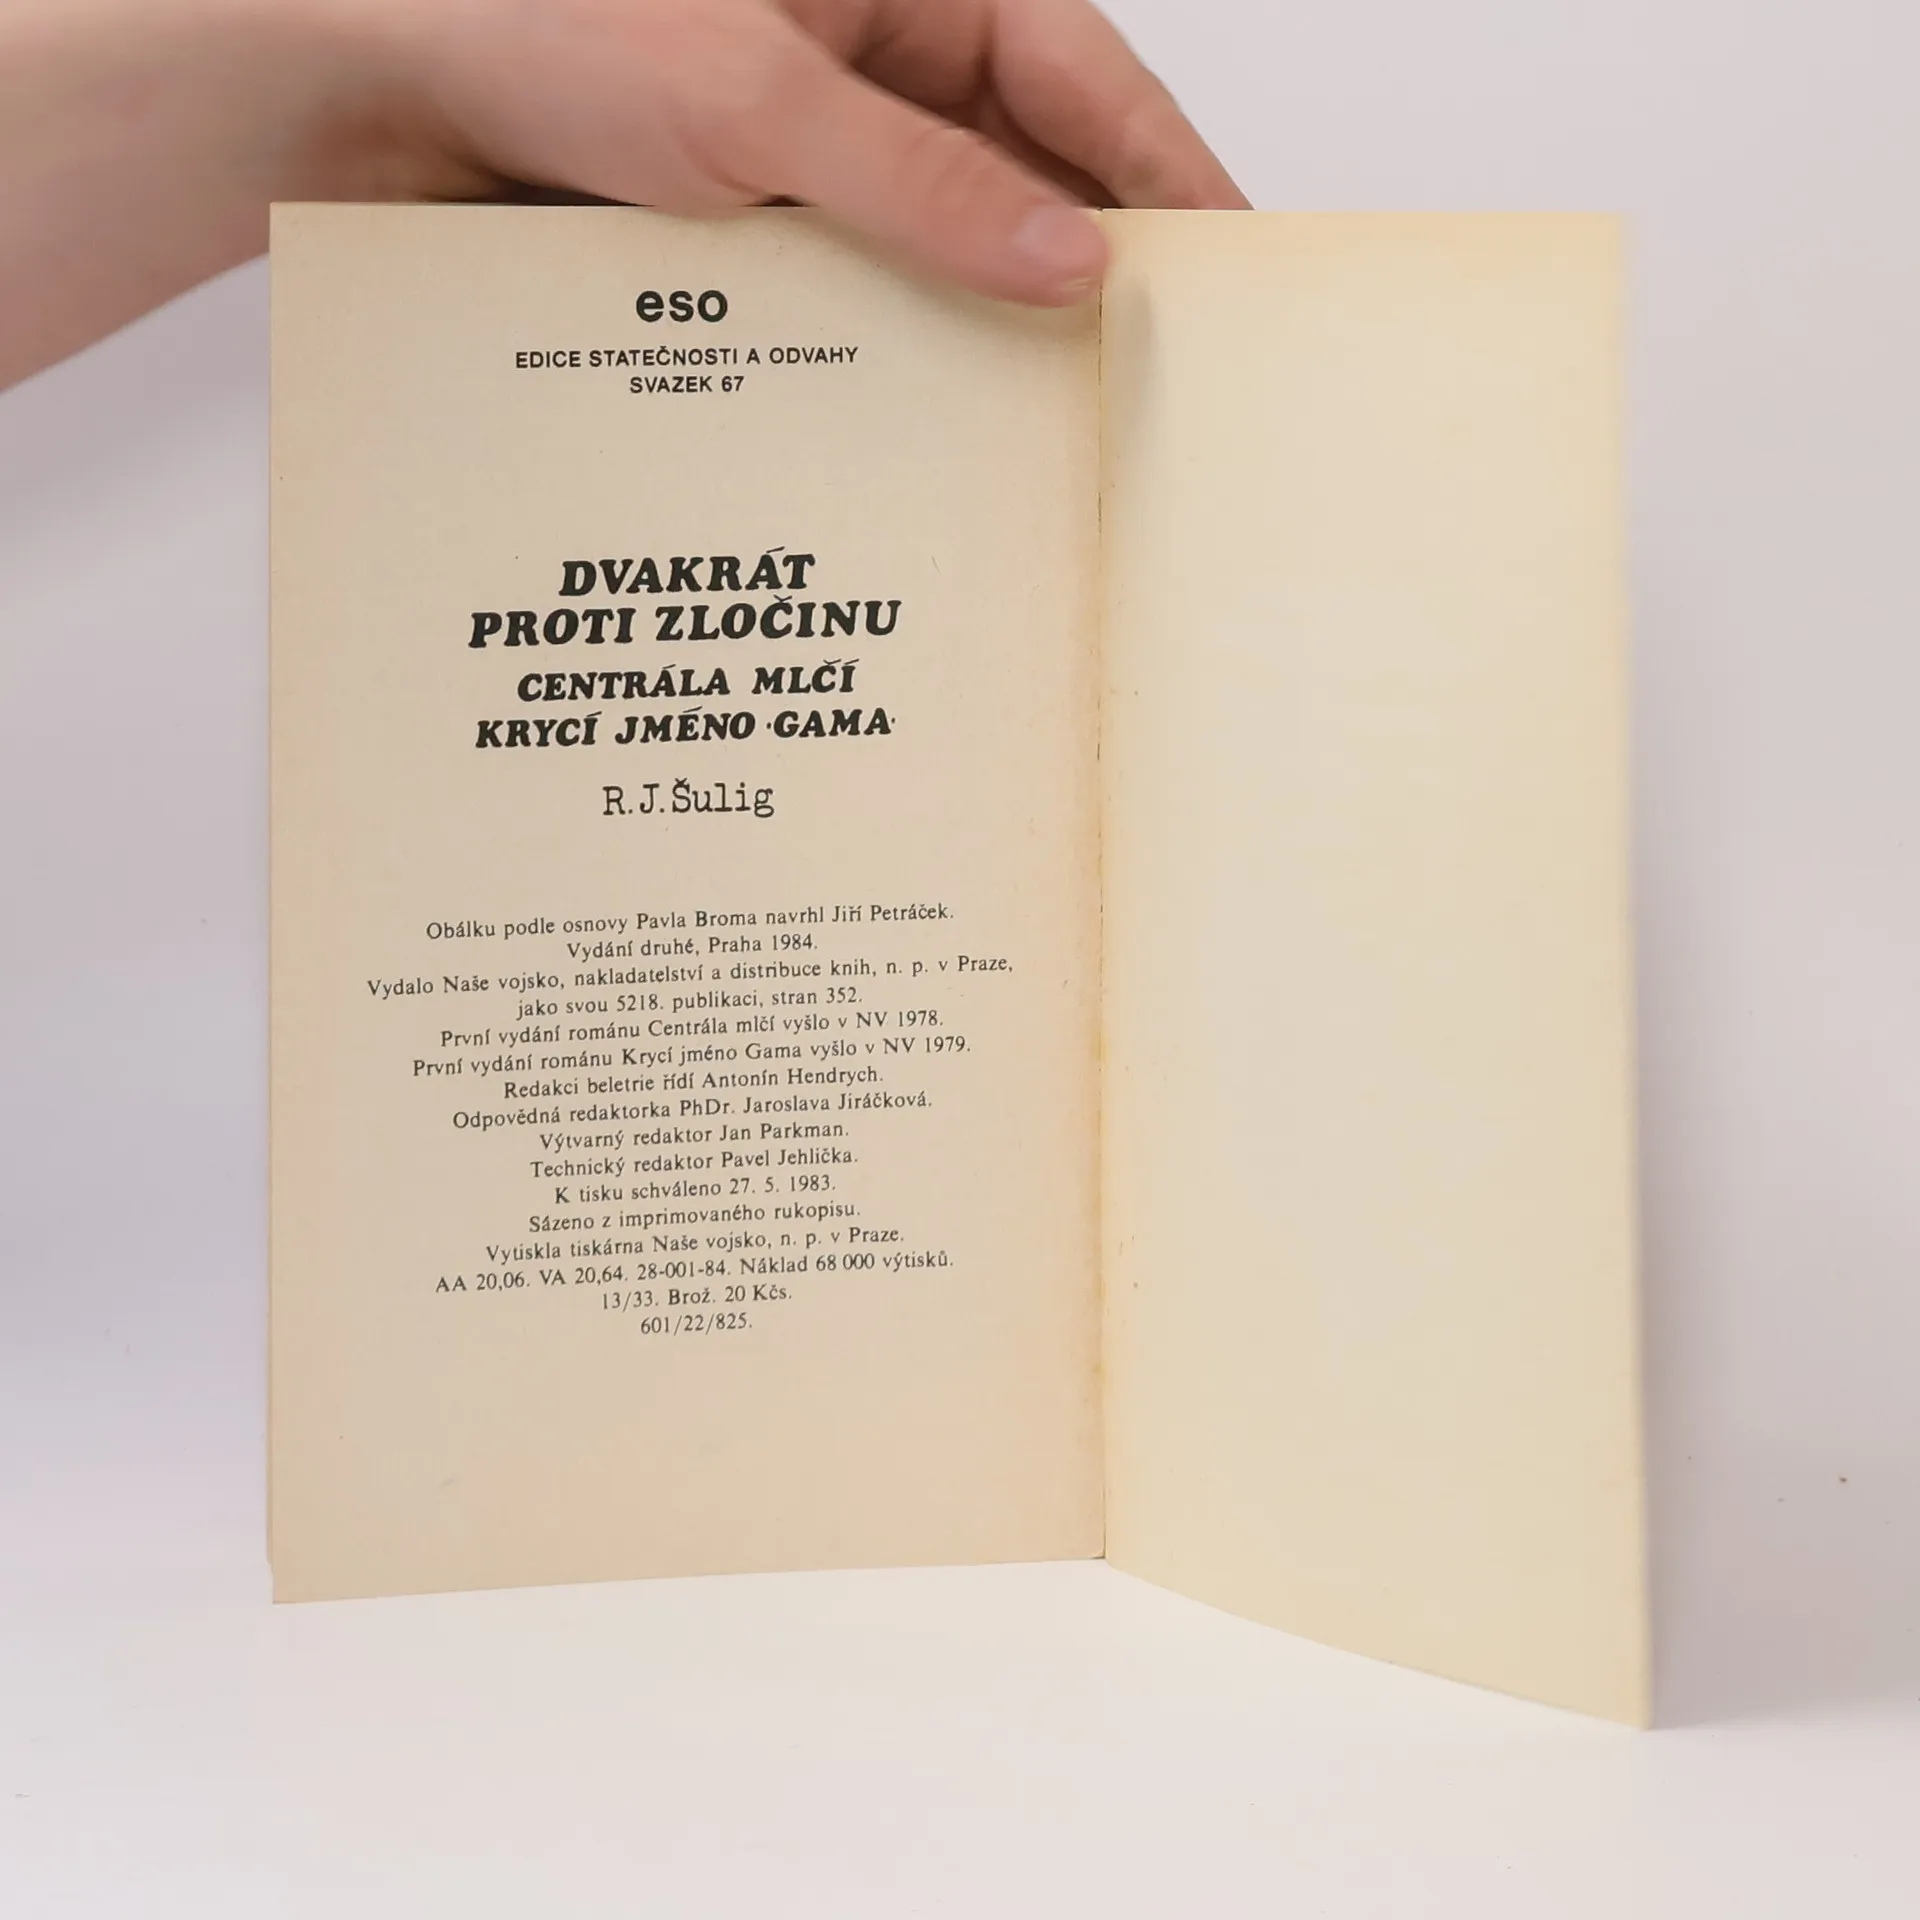 eso
EDICE STATEČNOSTI A ODVAHY
SVAZEK 67
DVAKRÁT
PROTI ZLOČINU
CENTRÁLA MLČÍ
KRYCÍ JMÉNO ·GAMA·
R.J.Šulig
Obálku podle osnovy Pavla Broma navrhl Jiří Petráček.
Vydání druhé, Praha 1984.
Vydalo Naše vojsko, nakladatelství a distribuce knih, n. p. v Praze,
jako svou 5218. publikaci, stran 352.
První vydání románu Centrála mlčí vyšlo v NV 1978.
První vydání románu Krycí jméno Gama vyšlo v NV 1979.
Redakci beletrie řídí Antonín Hendrych.
Odpovědná redaktorka PhDr. Jaroslava Jiráčková.
Výtvarný redaktor Jan Parkman.
Technický redaktor Pavel Jehlička.
K tisku schváleno 27. 5. 1983.
Sázeno z imprimovaného rukopisu.
Vytiskla tiskárna Naše vojsko, n. p. v Praze.
AA 20,06. VA 20,64. 28-001-84. Náklad 68 000 výtisků.
13/33. Brož. 20 Kčs.
601/22/825.